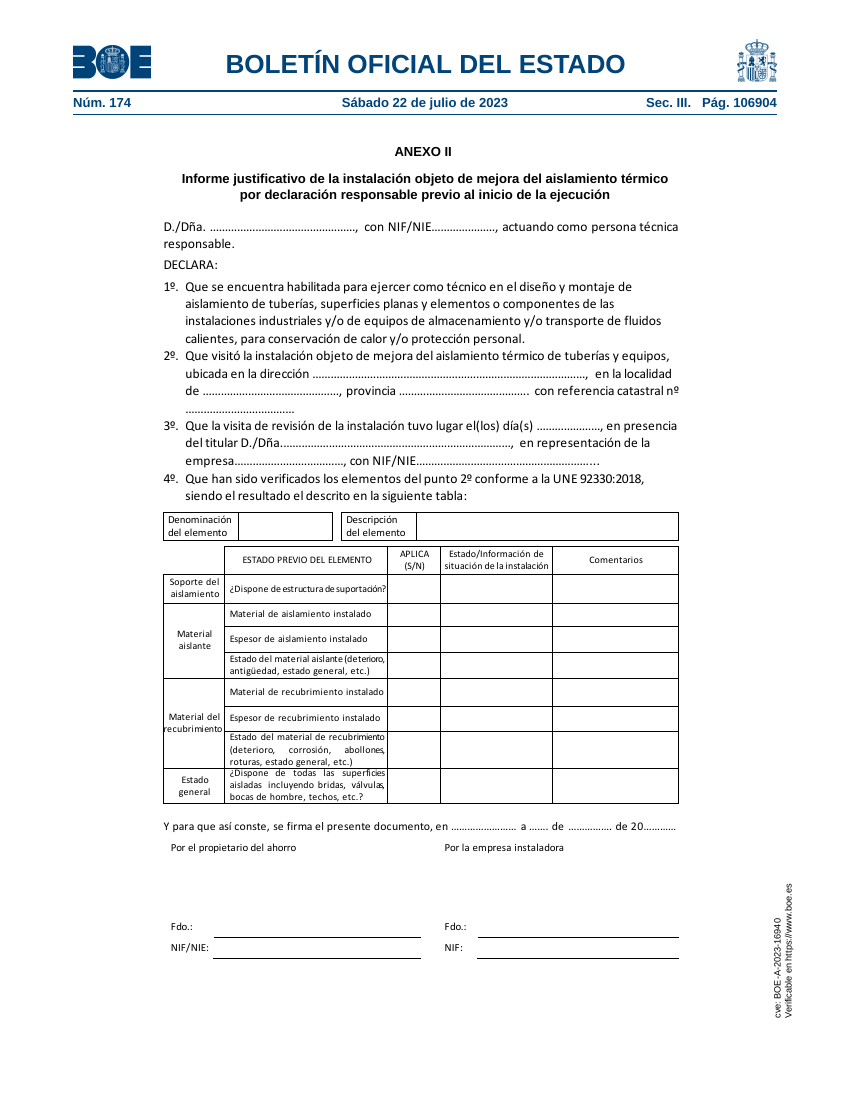 BOE
BOLETÍN OFICIAL DEL ESTADO
Núm. 174 Sábado 22 de julio de 2023 Sec. III. Pág. 106904
ANEXO II
Informe justificativo de la instalación objeto de mejora del aislamiento térmico
por declaración responsable previo al inicio de la ejecución
D./Dña. ……………………………………………, con NIF/NIE…………………, actuando como persona técnica
responsable.
DECLARA:
1º. Que se encuentra habilitada para ejercer como técnico en el diseño y montaje de
aislamiento de tuberías, superficies planas y elementos o componentes de las
instalaciones industriales y/o de equipos de almacenamiento y/o transporte de fluidos
calientes, para conservación de calor y/o protección personal.
2º. Que visitó la instalación objeto de mejora del aislamiento térmico de tuberías y equipos,
ubicada en la dirección ……………………………………………………………………………, en la localidad
de …………………………………………, provincia ……………………………………. con referencia catastral nº
………………………………
3º. Que la visita de revisión de la instalación tuvo lugar el(los) día(s) …………………, en presencia
del titular D./Dña.…………………………………………………………………, en representación de la
empresa………………………………, con NIF/NIE……………………………………………………...
4º. Que han sido verificados los elementos del punto 2º conforme a la UNE 92330:2018,
siendo el resultado el descrito en la siguiente tabla:
Denominación
del elemento
Descripción
del elemento
ESTADO PREVIO DEL ELEMENTO
APLICA
(S/N)
Estado/Información de
situación de la instalación
Comentarios
Soporte del
aislamiento
¿Dispone de estructura de suportación?
Material
aislante
Material de aislamiento instalado
Espesor de aislamiento instalado
Estado del material aislante (deterioro,
antigüedad, estado general, etc.)
Material del
recubrimiento
Material de recubrimiento instalado
Espesor de recubrimiento instalado
Estado del material de recubrimiento
(deterioro, corrosión, abollones,
roturas, estado general, etc.)
Estado
general
¿Dispone de todas las superficies
aisladas incluyendo bridas, válvulas,
bocas de hombre, techos, etc.?
Y para que así conste, se firma el presente documento, en …………………… a ……. de ……………. de 20…………
Por el propietario del ahorro Por la empresa instaladora
Fdo.: Fdo.:
NIF/NIE: NIF:
cve: BOE-A-2023-16940
Verificable en https://www.boe.es